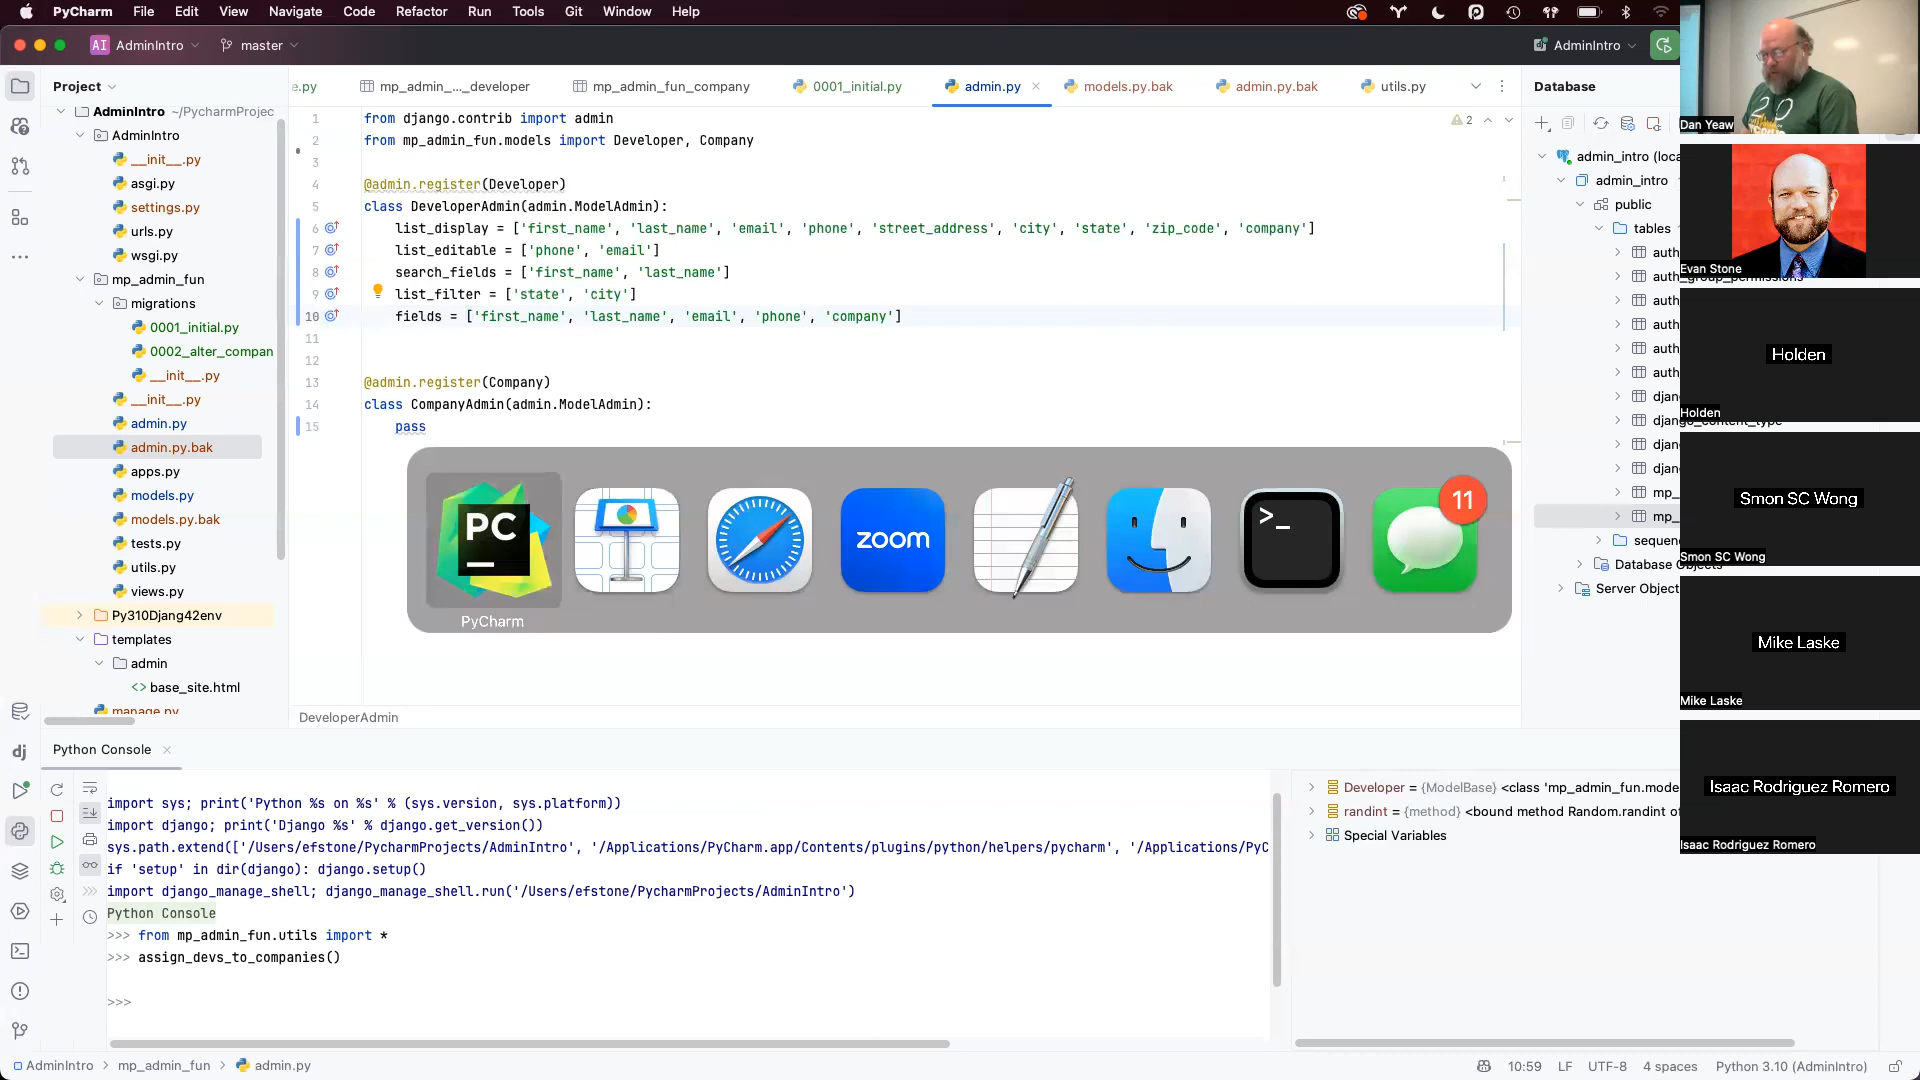 PyCharm File Edit View Navigate Code Refactor Run Tools Git Window Help
AI AdminIntro master AdminIntro
Project
e.py mp_admin_..._developer mp_admin_fun_company 0001_initial.py admin.py models.py.bak admin.py.bak utils.py
Database
AdminIntro ~/PycharmProjec
AdminIntro
__init__.py
asgi.py
settings.py
urls.py
wsgi.py
mp_admin_fun
migrations
0001_initial.py
0002_alter_compan
__init__.py
__init__.py
admin.py
admin.py.bak
apps.py
models.py
models.py.bak
tests.py
utils.py
views.py
Py310Djang42env
templates
admin
<> base_site.html
manage.py
dj
2
1 from django.contrib import admin
2 from mp_admin_fun.models import Developer, Company
3
4 @admin.register(Developer)
5 class DeveloperAdmin(admin.ModelAdmin):
6 list_display = ['first_name', 'last_name', 'email', 'phone', 'street_address', 'city', 'state', 'zip_code', 'company']
7 list_editable = ['phone', 'email']
8 search_fields = ['first_name', 'last_name']
9 list_filter = ['state', 'city']
10 fields = ['first_name', 'last_name', 'email', 'phone', 'company']
11
12
13 @admin.register(Company)
14 class CompanyAdmin(admin.ModelAdmin):
15 pass
PC
zoom
>_
11
PyCharm
DeveloperAdmin
admin_intro (loca
admin_intro
public
tables
auth
auth_group_permissions
auth
auth
auth
auth
djan
django_content_type
djan
djan
mp_
mp_
sequen
Database Objects
Server Object
Dan Yeaw
Evan Stone
Holden
Holden
Smon SC Wong
Smon SC Wong
Mike Laske
Mike Laske
Isaac Rodriguez Romero
Isaac Rodriguez Romero
Python Console
import sys; print('Python %s on %s' % (sys.version, sys.platform))
import django; print('Django %s' % django.get_version())
sys.path.extend(['/Users/efstone/PycharmProjects/AdminIntro', '/Applications/PyCharm.app/Contents/plugins/python/helpers/pycharm', '/Applications/PyC
if 'setup' in dir(django): django.setup()
import django_manage_shell; django_manage_shell.run('/Users/efstone/PycharmProjects/AdminIntro')
Python Console
>>> from mp_admin_fun.utils import *
>>> assign_devs_to_companies()
>>>
Developer = {ModelBase} <class 'mp_admin_fun.mode
randint = {method} <bound method Random.randint of
Special Variables
AdminIntro > mp_admin_fun > admin.py
10:59 LF UTF-8 4 spaces Python 3.10 (AdminIntro)